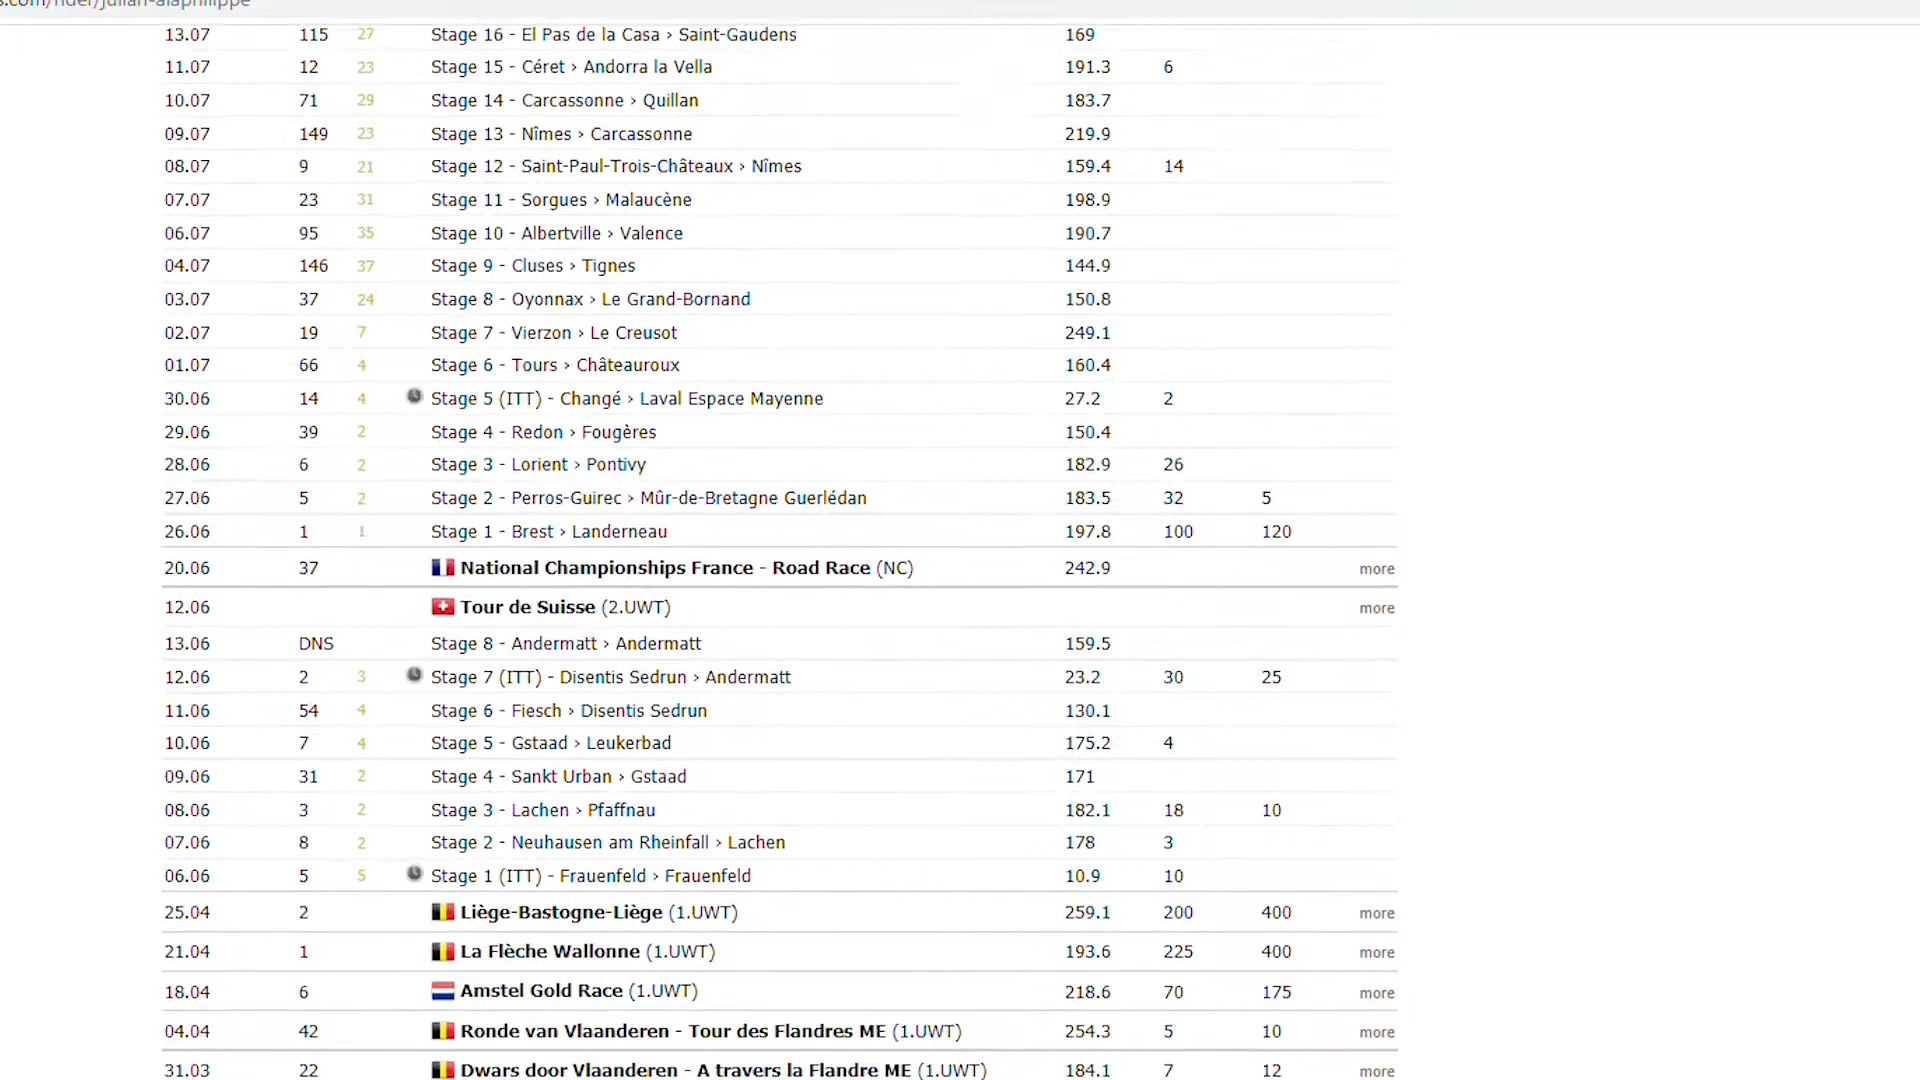 s.com/rider/julian-alaphilippe
13.07 115 27 Stage 16 - El Pas de la Casa › Saint-Gaudens 169
11.07 12 23 Stage 15 - Céret › Andorra la Vella 191.3 6
10.07 71 29 Stage 14 - Carcassonne › Quillan 183.7
09.07 149 23 Stage 13 - Nîmes › Carcassonne 219.9
08.07 9 21 Stage 12 - Saint-Paul-Trois-Châteaux › Nîmes 159.4 14
07.07 23 31 Stage 11 - Sorgues › Malaucène 198.9
06.07 95 35 Stage 10 - Albertville › Valence 190.7
04.07 146 37 Stage 9 - Cluses › Tignes 144.9
03.07 37 24 Stage 8 - Oyonnax › Le Grand-Bornand 150.8
02.07 19 7 Stage 7 - Vierzon › Le Creusot 249.1
01.07 66 4 Stage 6 - Tours › Châteauroux 160.4
30.06 14 4 Stage 5 (ITT) - Changé › Laval Espace Mayenne 27.2 2
29.06 39 2 Stage 4 - Redon › Fougères 150.4
28.06 6 2 Stage 3 - Lorient › Pontivy 182.9 26
27.06 5 2 Stage 2 - Perros-Guirec › Mûr-de-Bretagne Guerlédan 183.5 32 5
26.06 1 1 Stage 1 - Brest › Landerneau 197.8 100 120
20.06 37 National Championships France - Road Race (NC) 242.9 more
12.06 Tour de Suisse (2.UWT) more
13.06 DNS Stage 8 - Andermatt › Andermatt 159.5
12.06 2 3 Stage 7 (ITT) - Disentis Sedrun › Andermatt 23.2 30 25
11.06 54 4 Stage 6 - Fiesch › Disentis Sedrun 130.1
10.06 7 4 Stage 5 - Gstaad › Leukerbad 175.2 4
09.06 31 2 Stage 4 - Sankt Urban › Gstaad 171
08.06 3 2 Stage 3 - Lachen › Pfaffnau 182.1 18 10
07.06 8 2 Stage 2 - Neuhausen am Rheinfall › Lachen 178 3
06.06 5 5 Stage 1 (ITT) - Frauenfeld › Frauenfeld 10.9 10
25.04 2 Liège-Bastogne-Liège (1.UWT) 259.1 200 400 more
21.04 1 La Flèche Wallonne (1.UWT) 193.6 225 400 more
18.04 6 Amstel Gold Race (1.UWT) 218.6 70 175 more
04.04 42 Ronde van Vlaanderen - Tour des Flandres ME (1.UWT) 254.3 5 10 more
31.03 22 Dwars door Vlaanderen - A travers la Flandre ME (1.UWT) 184.1 7 12 more